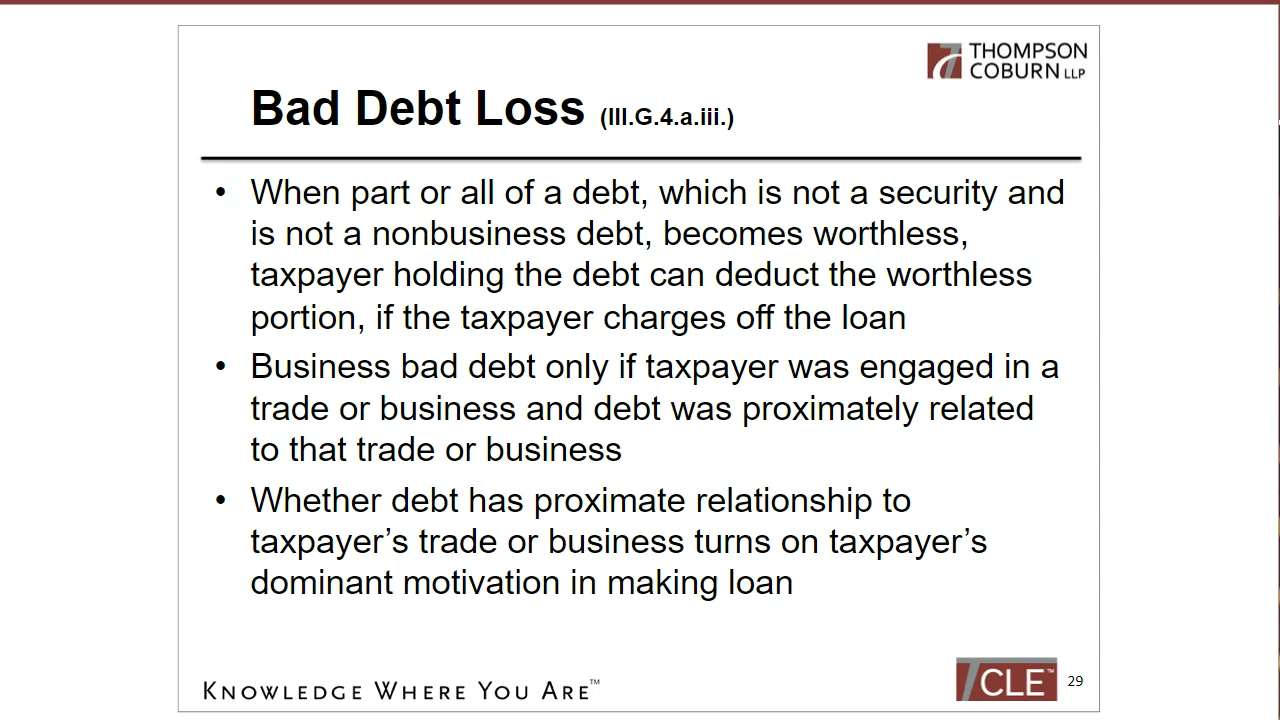 THOMPSON
COBURN LLP
Bad Debt Loss (III.G.4.a.iii.)
• When part or all of a debt, which is not a security and
is not a nonbusiness debt, becomes worthless,
taxpayer holding the debt can deduct the worthless
portion, if the taxpayer charges off the loan
• Business bad debt only if taxpayer was engaged in a
trade or business and debt was proximately related
to that trade or business
• Whether debt has proximate relationship to
taxpayer’s trade or business turns on taxpayer’s
dominant motivation in making loan
KNOWLEDGE WHERE YOU ARE™
TCLE™ 29